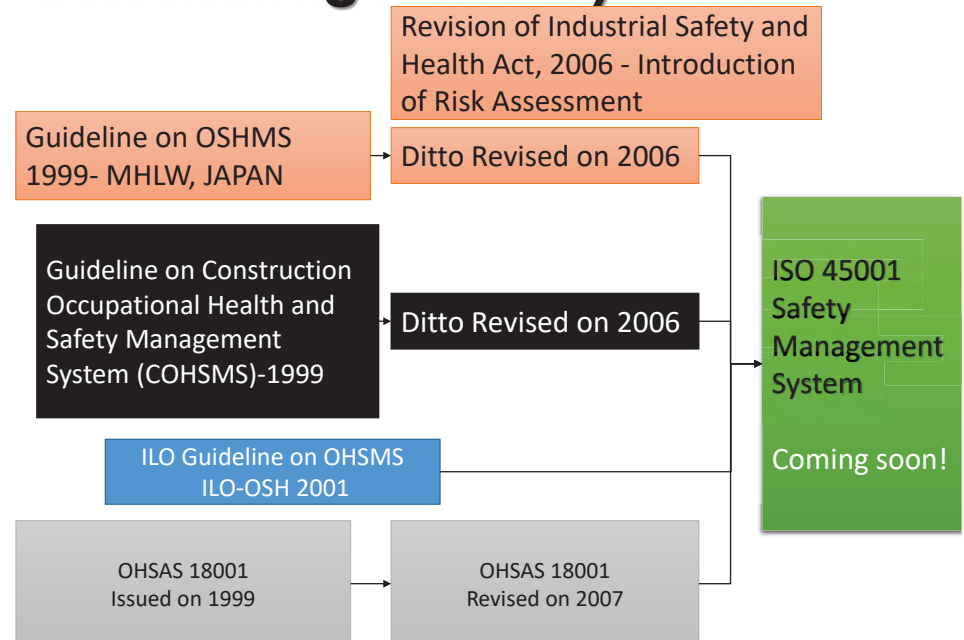 Revision of Industrial Safety and
Health Act, 2006 - Introduction
of Risk Assessment
Guideline on OSHMS
1999- MHLW, JAPAN
Ditto Revised on 2006
Guideline on Construction
Occupational Health and
Safety Management
System (COHSMS)-1999
Ditto Revised on 2006
ISO 45001
Safety
Management
System
Coming soon!
ILO Guideline on OHSMS
ILO-OSH 2001
OHSAS 18001
Issued on 1999
OHSAS 18001
Revised on 2007